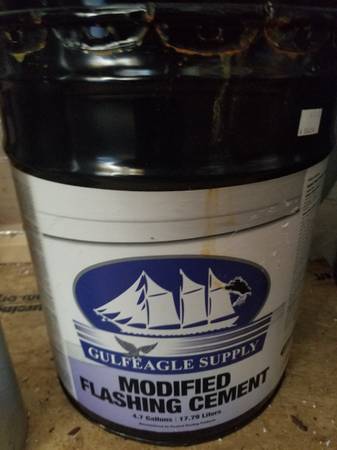 GULFEAGLE SUPPLY
MODIFIED
FLASHING CEMENT
4.7 Gallons | 17.79 Liters